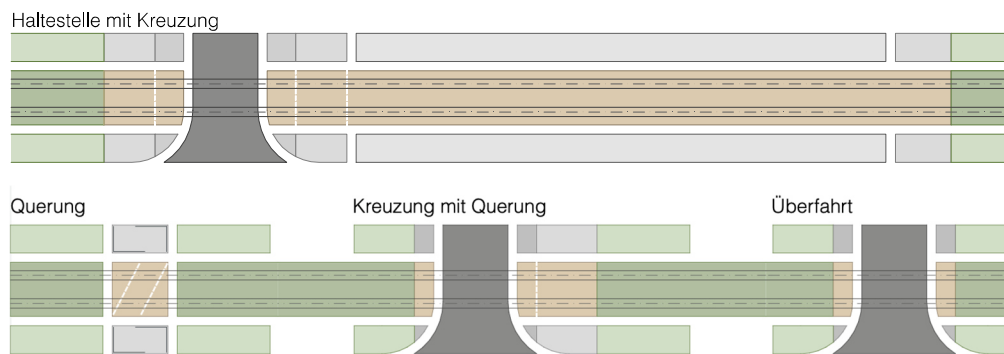 Haltestelle mit Kreuzung
Querung
Kreuzung mit Querung
Überfahrt